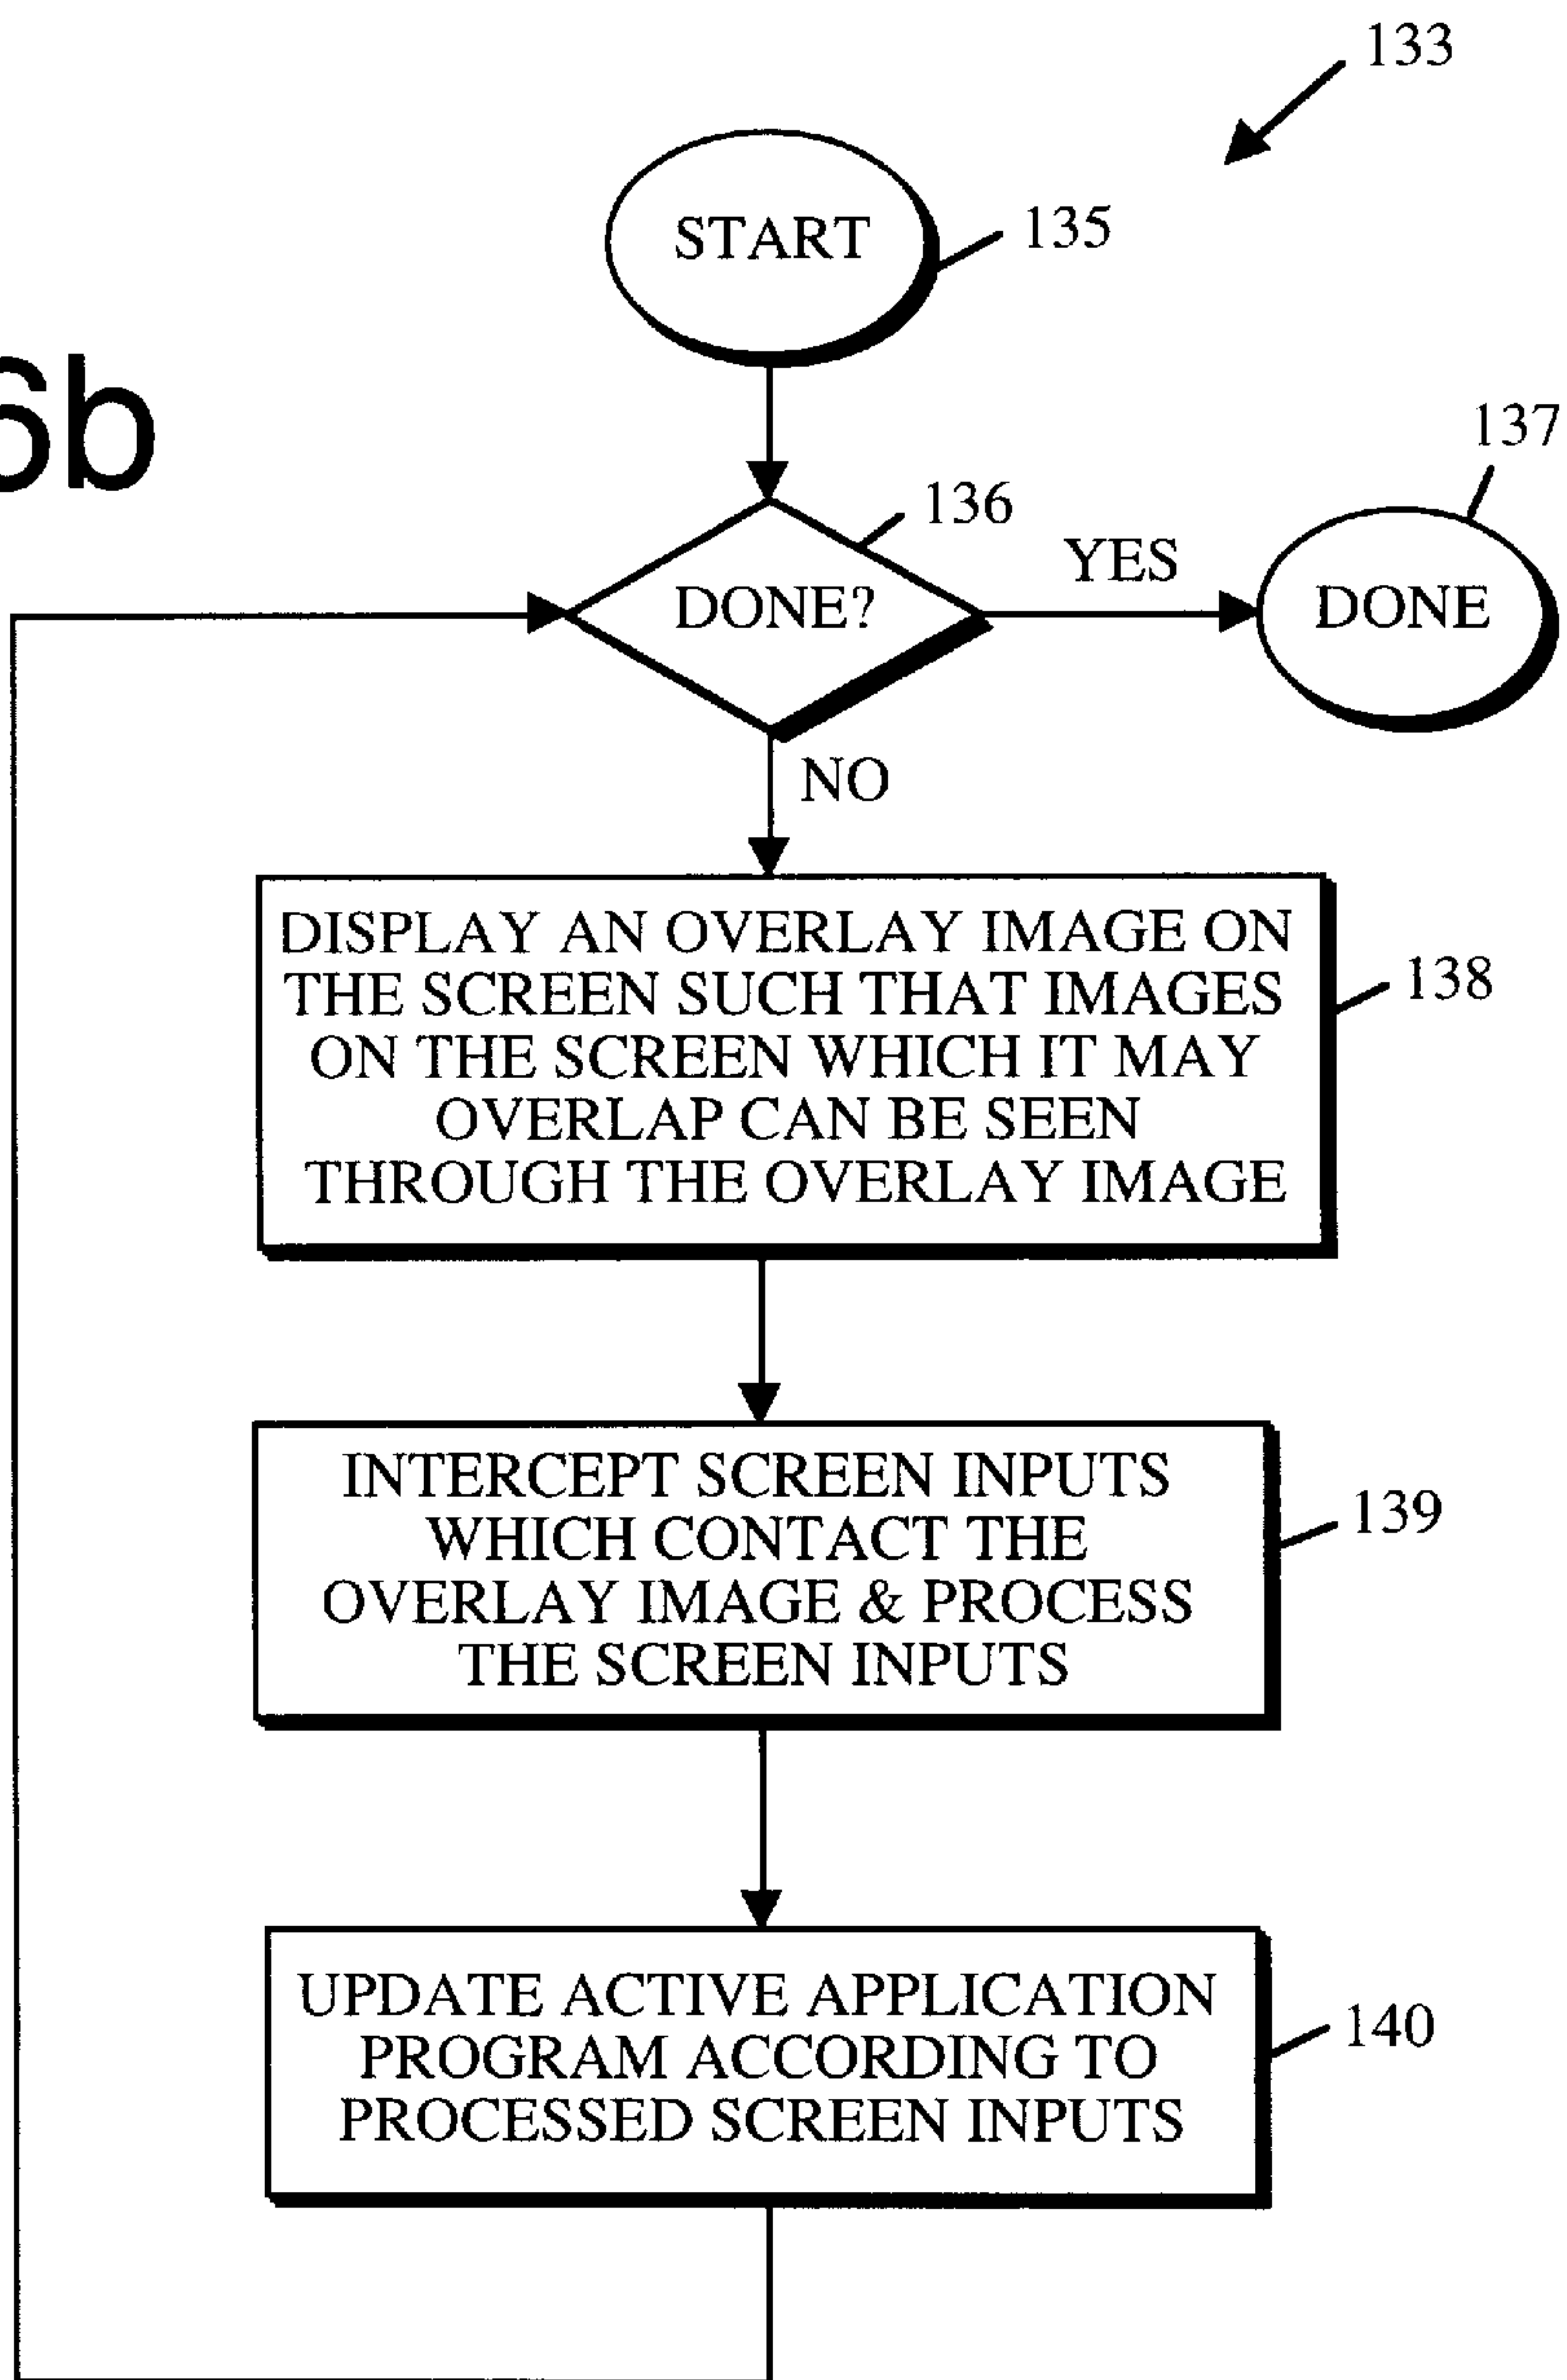 133
START
135
6b
137
136
YES
DONE?
DONE
NO
DISPLAY AN OVERLAY IMAGE ON
THE SCREEN SUCH THAT IMAGES
ON THE SCREEN WHICH IT MAY
OVERLAP CAN BE SEEN
THROUGH THE OVERLAY IMAGE
138
INTERCEPT SCREEN INPUTS
WHICH CONTACT THE
OVERLAY IMAGE & PROCESS
THE SCREEN INPUTS
139
UPDATE ACTIVE APPLICATION
PROGRAM ACCORDING TO
PROCESSED SCREEN INPUTS
140